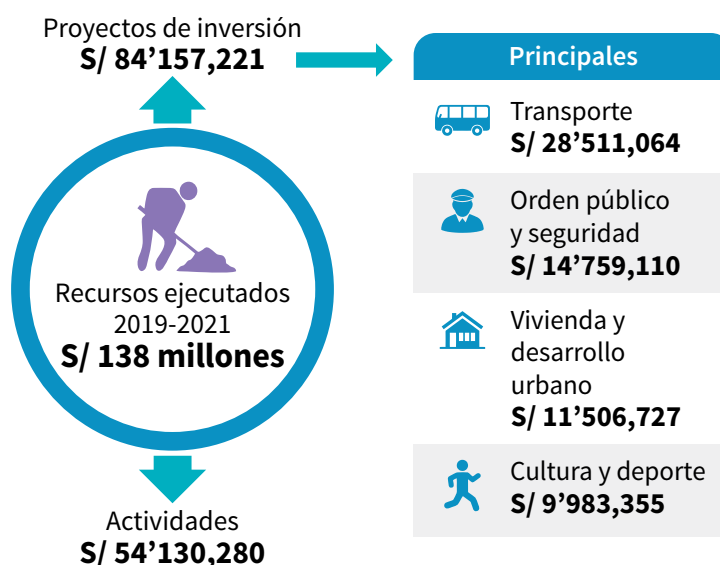 Proyectos de inversión
S/ 84’157,221
Recursos ejecutados
2019-2021
S/ 138 millones
Actividades
S/ 54’130,280
Principales
Transporte
S/ 28’511,064
Orden público
y seguridad
S/ 14’759,110
Vivienda y
desarrollo
urbano
S/ 11’506,727
Cultura y deporte
S/ 9’983,355